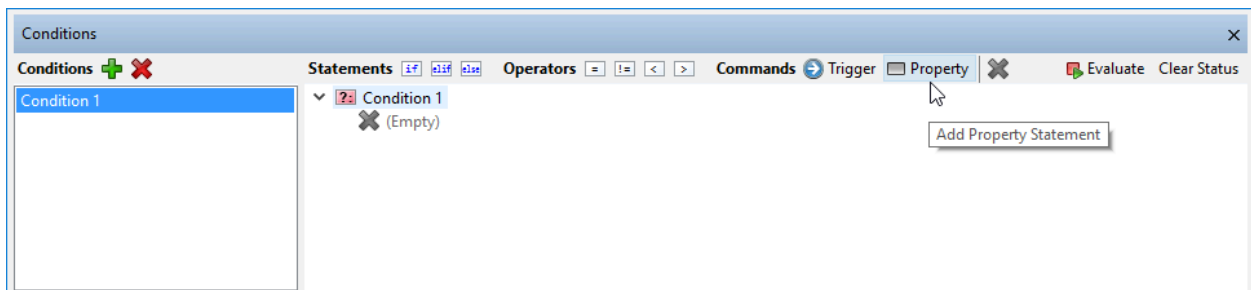 Conditions
Conditions Statements if elif else Operators = != < > Commands Trigger Property Evaluate Clear Status
Condition 1
?: Condition 1
(Empty)
Add Property Statement